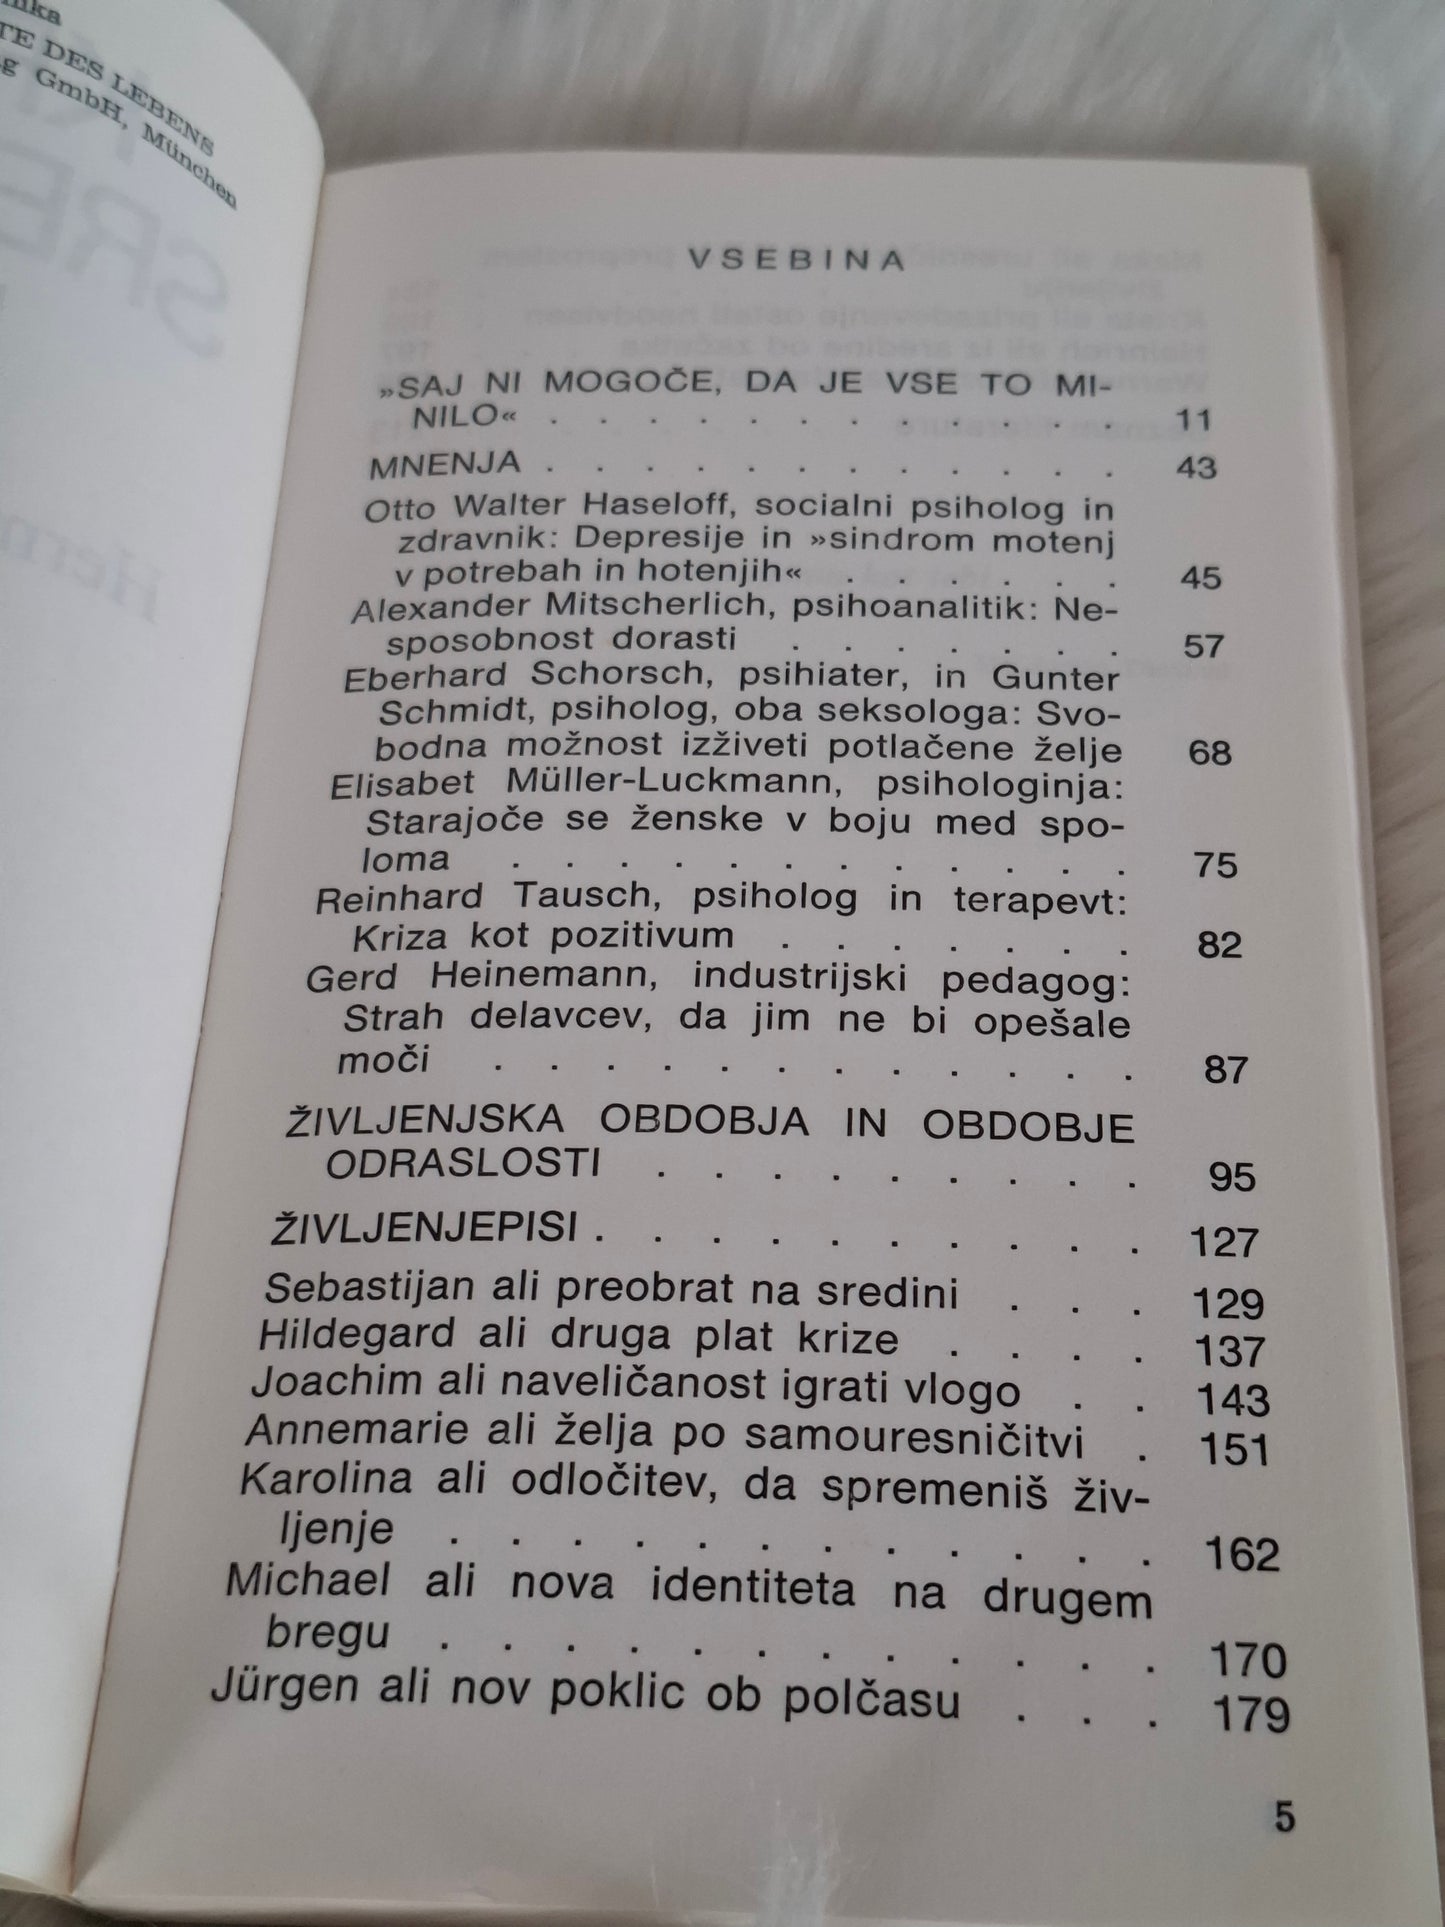 TE DES LEBENS
GmbH, München
VSEBINA
»SAJ NI MOGOČE, DA JE VSE TO MI-
NILO« . . . . . . . . . . . . 11
MNENJA . . . . . . . . . . . . 43
Otto Walter Haseloff, socialni psiholog in
zdravnik: Depresije in »sindrom motenj
v potrebah in hotenjih« . . . . . . 45
Alexander Mitscherlich, psihoanalitik: Ne-
sposobnost dorasti . . . . . . . 57
Eberhard Schorsch, psihiater, in Gunter
Schmidt, psiholog, oba seksologa: Svo-
bodna možnost izživeti potlačene želje 68
Elisabet Müller-Luckmann, psihologinja:
Starajoče se ženske v boju med spo-
loma . . . . . . . . . . . . 75
Reinhard Tausch, psiholog in terapevt:
Kriza kot pozitivum . . . . . . . 82
Gerd Heinemann, industrijski pedagog:
Strah delavcev, da jim ne bi opešale
moči . . . . . . . . . . . . 87
ŽIVLJENJSKA OBDOBJA IN OBDOBJE
ODRASLOSTI . . . . . . . . . 95
ŽIVLJENJEPISI . . . . . . . . . . 127
Sebastijan ali preobrat na sredini . . . 129
Hildegard ali druga plat krize . . . . 137
Joachim ali naveličanost igrati vlogo . . 143
Annemarie ali želja po samouresničitvi . 151
Karolina ali odločitev, da spremeniš živ-
ljenje . . . . . . . . . . . . 162
Michael ali nova identiteta na drugem
bregu . . . . . . . . . . . . 170
Jürgen ali nov poklic ob polčasu . . . 179
5